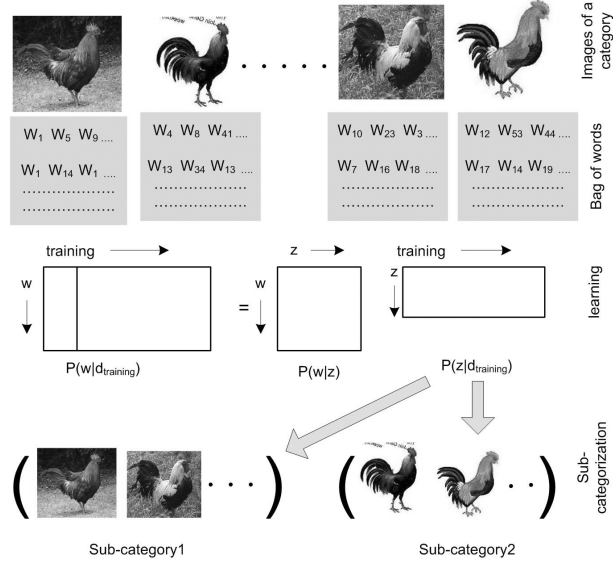 Images of a category
W1 W5 W9 ....
W1 W14 W1 ....
....................
....................
W4 W8 W41 ....
W13 W34 W13 ....
....................
....................
W10 W23 W3 ....
W7 W16 W18 ....
....................
....................
W12 W53 W44 ....
W17 W14 W19 ....
....................
....................
Bag of words
training
w
P(w|dtraining)
=
z
w
P(w|z)
training
z
P(z|dtraining)
learning
( . . . )
( . . )
Sub-categorization
Sub-category1
Sub-category2